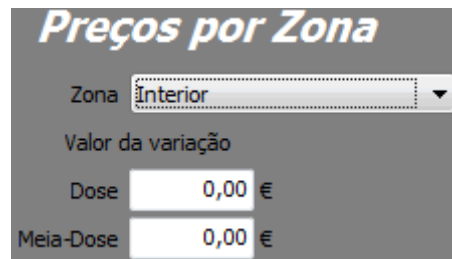 Preços por Zona
Zona Interior
Valor da variação
Dose 0,00 €
Meia-Dose 0,00 €